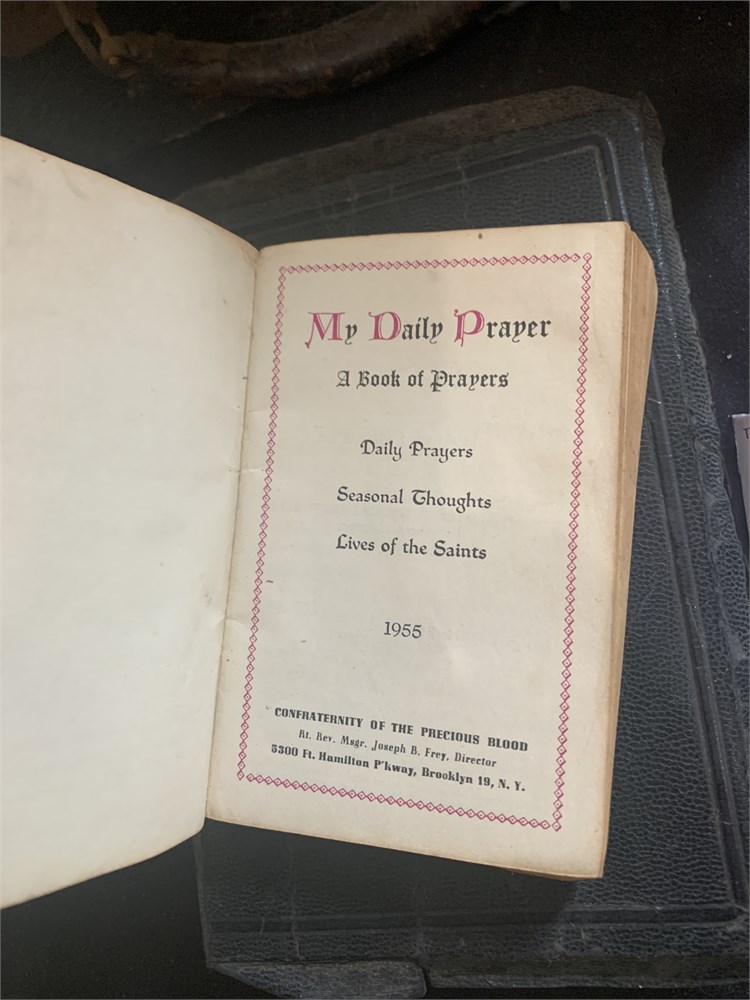 My Daily Prayer
A Book of Prayers
Daily Prayers
Seasonal Thoughts
Lives of the Saints
1955
CONFRATERNITY OF THE PRECIOUS BLOOD
Rt. Rev. Msgr. Joseph B. Frey, Director
5300 Ft. Hamilton P'kway, Brooklyn 19, N. Y.